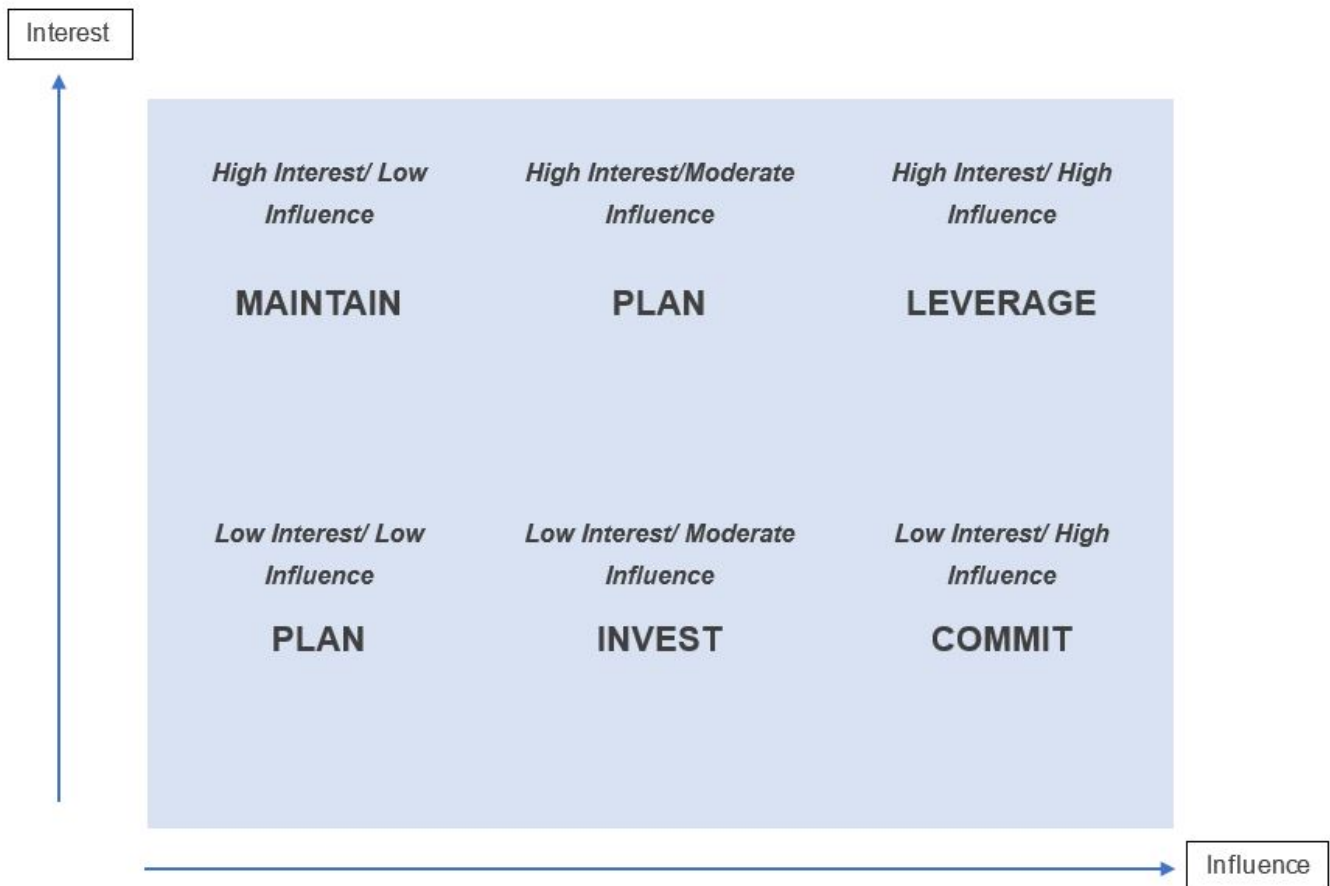 Interest
High Interest/ Low
Influence
MAINTAIN
High Interest/Moderate
Influence
PLAN
High Interest/ High
Influence
LEVERAGE
Low Interest/ Low
Influence
PLAN
Low Interest/ Moderate
Influence
INVEST
Low Interest/ High
Influence
COMMIT
Influence